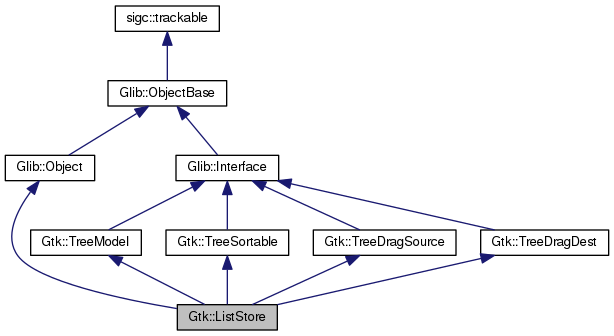 sigc::trackable
Glib::ObjectBase
Glib::Object
Glib::Interface
Gtk::TreeModel
Gtk::TreeSortable
Gtk::TreeDragSource
Gtk::TreeDragDest
Gtk::ListStore